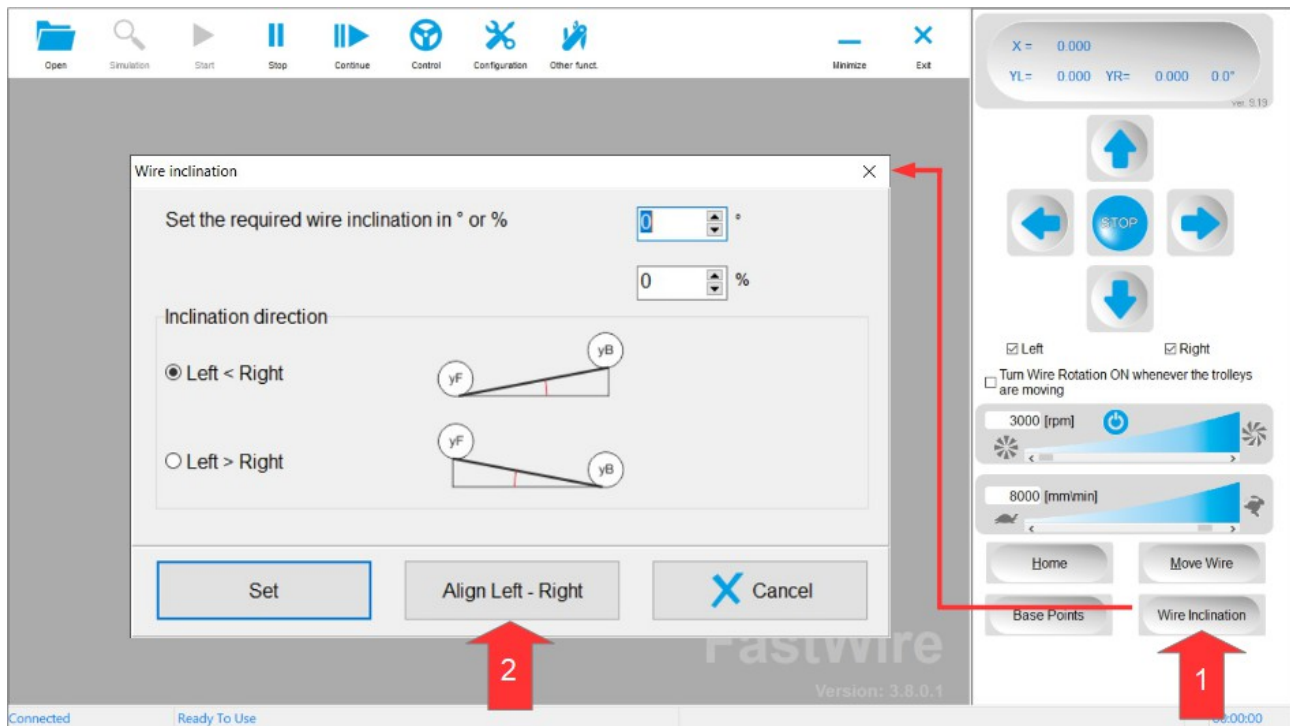 Open Simulation Start Stop Continue Control Configuration Other funct. Minimize Exit
X = 0.000
YL= 0.000 YR= 0.000 0.0°
ver. 9.19
STOP
Left Right
Turn Wire Rotation ON whenever the trolleys
are moving
3000 [rpm]
8000 [mm\min]
Home Move Wire
Base Points Wire Inclination
1
Wire inclination
Set the required wire inclination in ° or %
0 °
0 %
Inclination direction
Left < Right
yF yB
Left > Right
yF yB
Set Align Left - Right Cancel
2
FastWire
Version: 3.8.0.1
Connected Ready To Use